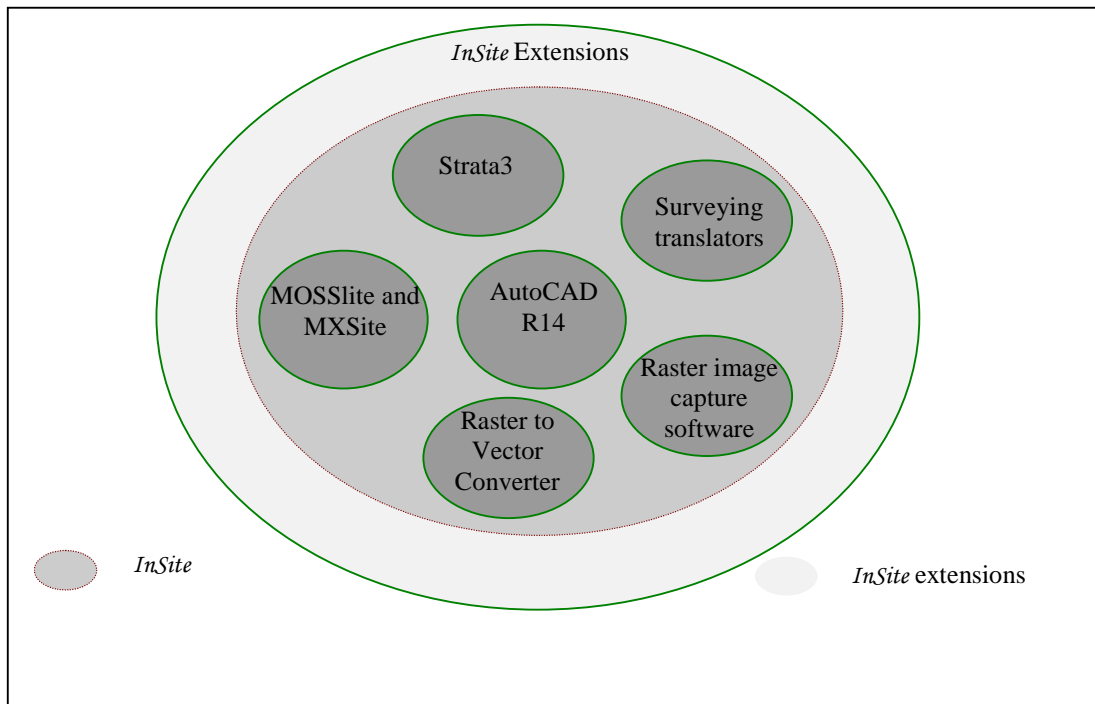 InSite Extensions
Strata3
Surveying
translators
MOSSlite and
MXSite
AutoCAD
R14
Raster image
capture
software
Raster to
Vector
Converter
InSite
InSite extensions